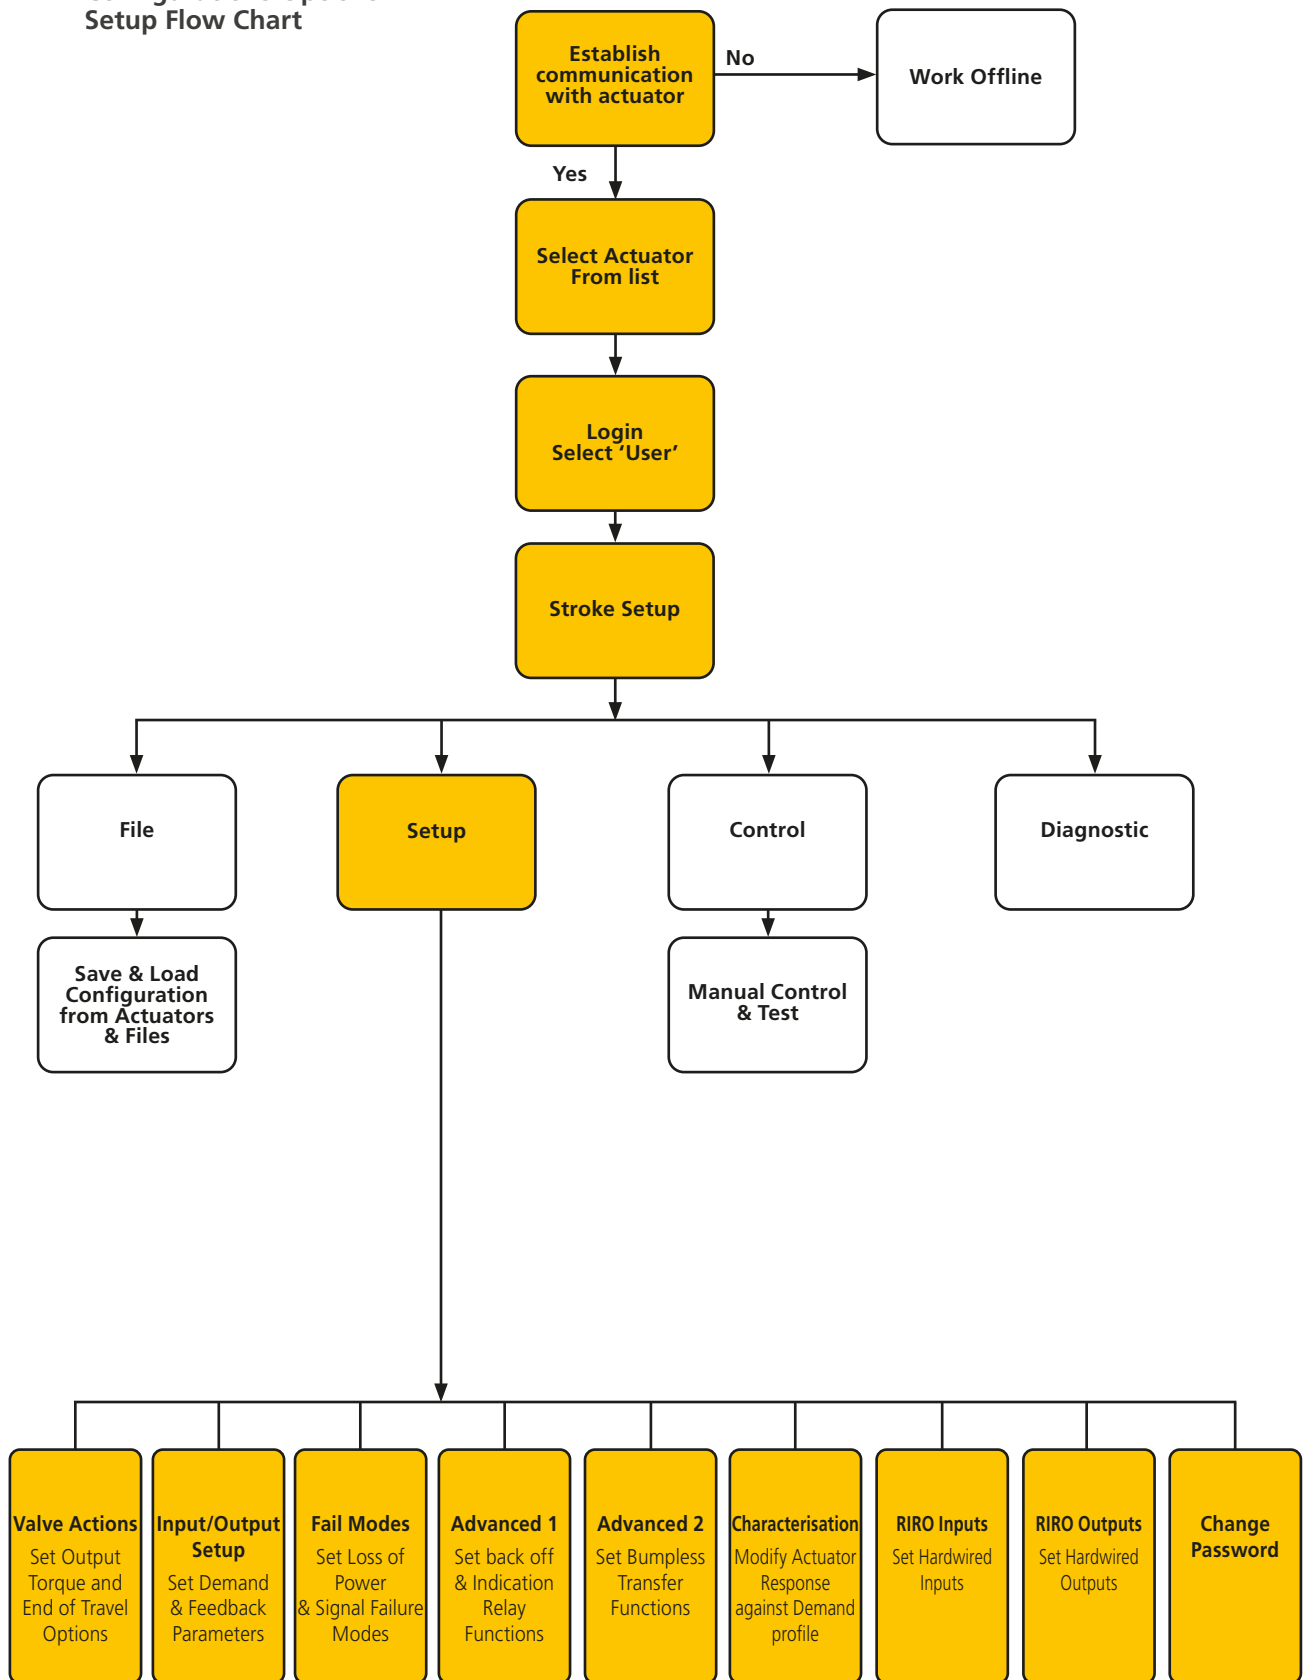 Setup Flow Chart
Establish
communication
with actuator
No
Work Offline
Yes
Select Actuator
From list
Login
Select ‘User’
Stroke Setup
File
Setup
Control
Diagnostic
Save & Load
Configuration
from Actuators
& Files
Manual Control
& Test
Valve Actions
Set Output
Torque and
End of Travel
Options
Input/Output
Setup
Set Demand
& Feedback
Parameters
Fail Modes
Set Loss of
Power
& Signal Failure
Modes
Advanced 1
Set back off
& Indication
Relay
Functions
Advanced 2
Set Bumpless
Transfer
Functions
Characterisation
Modify Actuator
Response
against Demand
profile
RIRO Inputs
Set Hardwired
Inputs
RIRO Outputs
Set Hardwired
Outputs
Change
Password